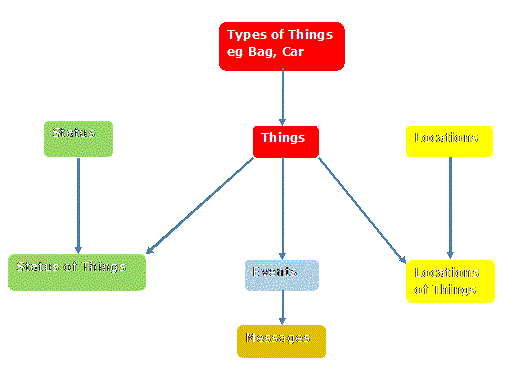 Types of Things
eg Bag, Car
Status
Things
Locations
Status of Things
Events
Locations
of Things
Messages